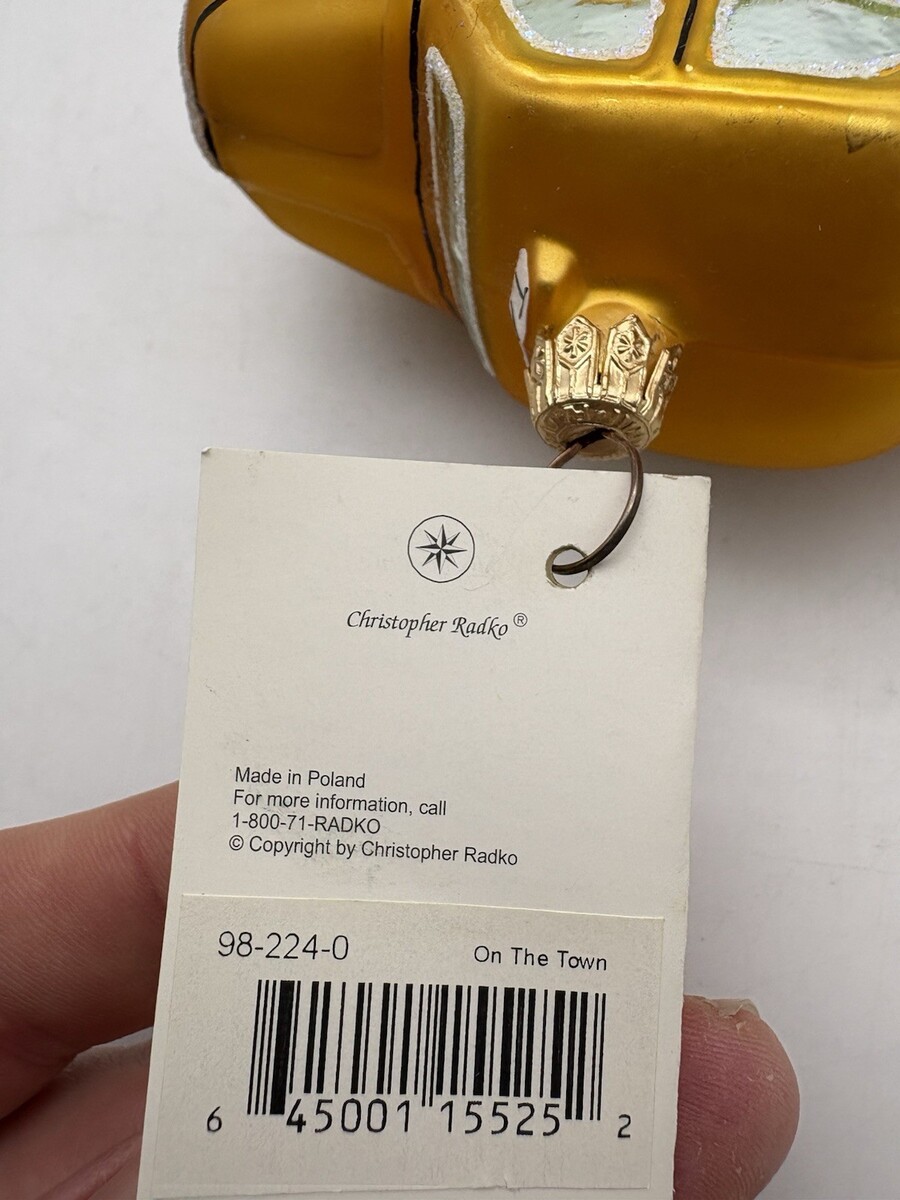 Christopher Radko ®
Made in Poland
For more information, call
1-800-71-RADKO
© Copyright by Christopher Radko
98-224-0 On The Town
6 45001 15525 2